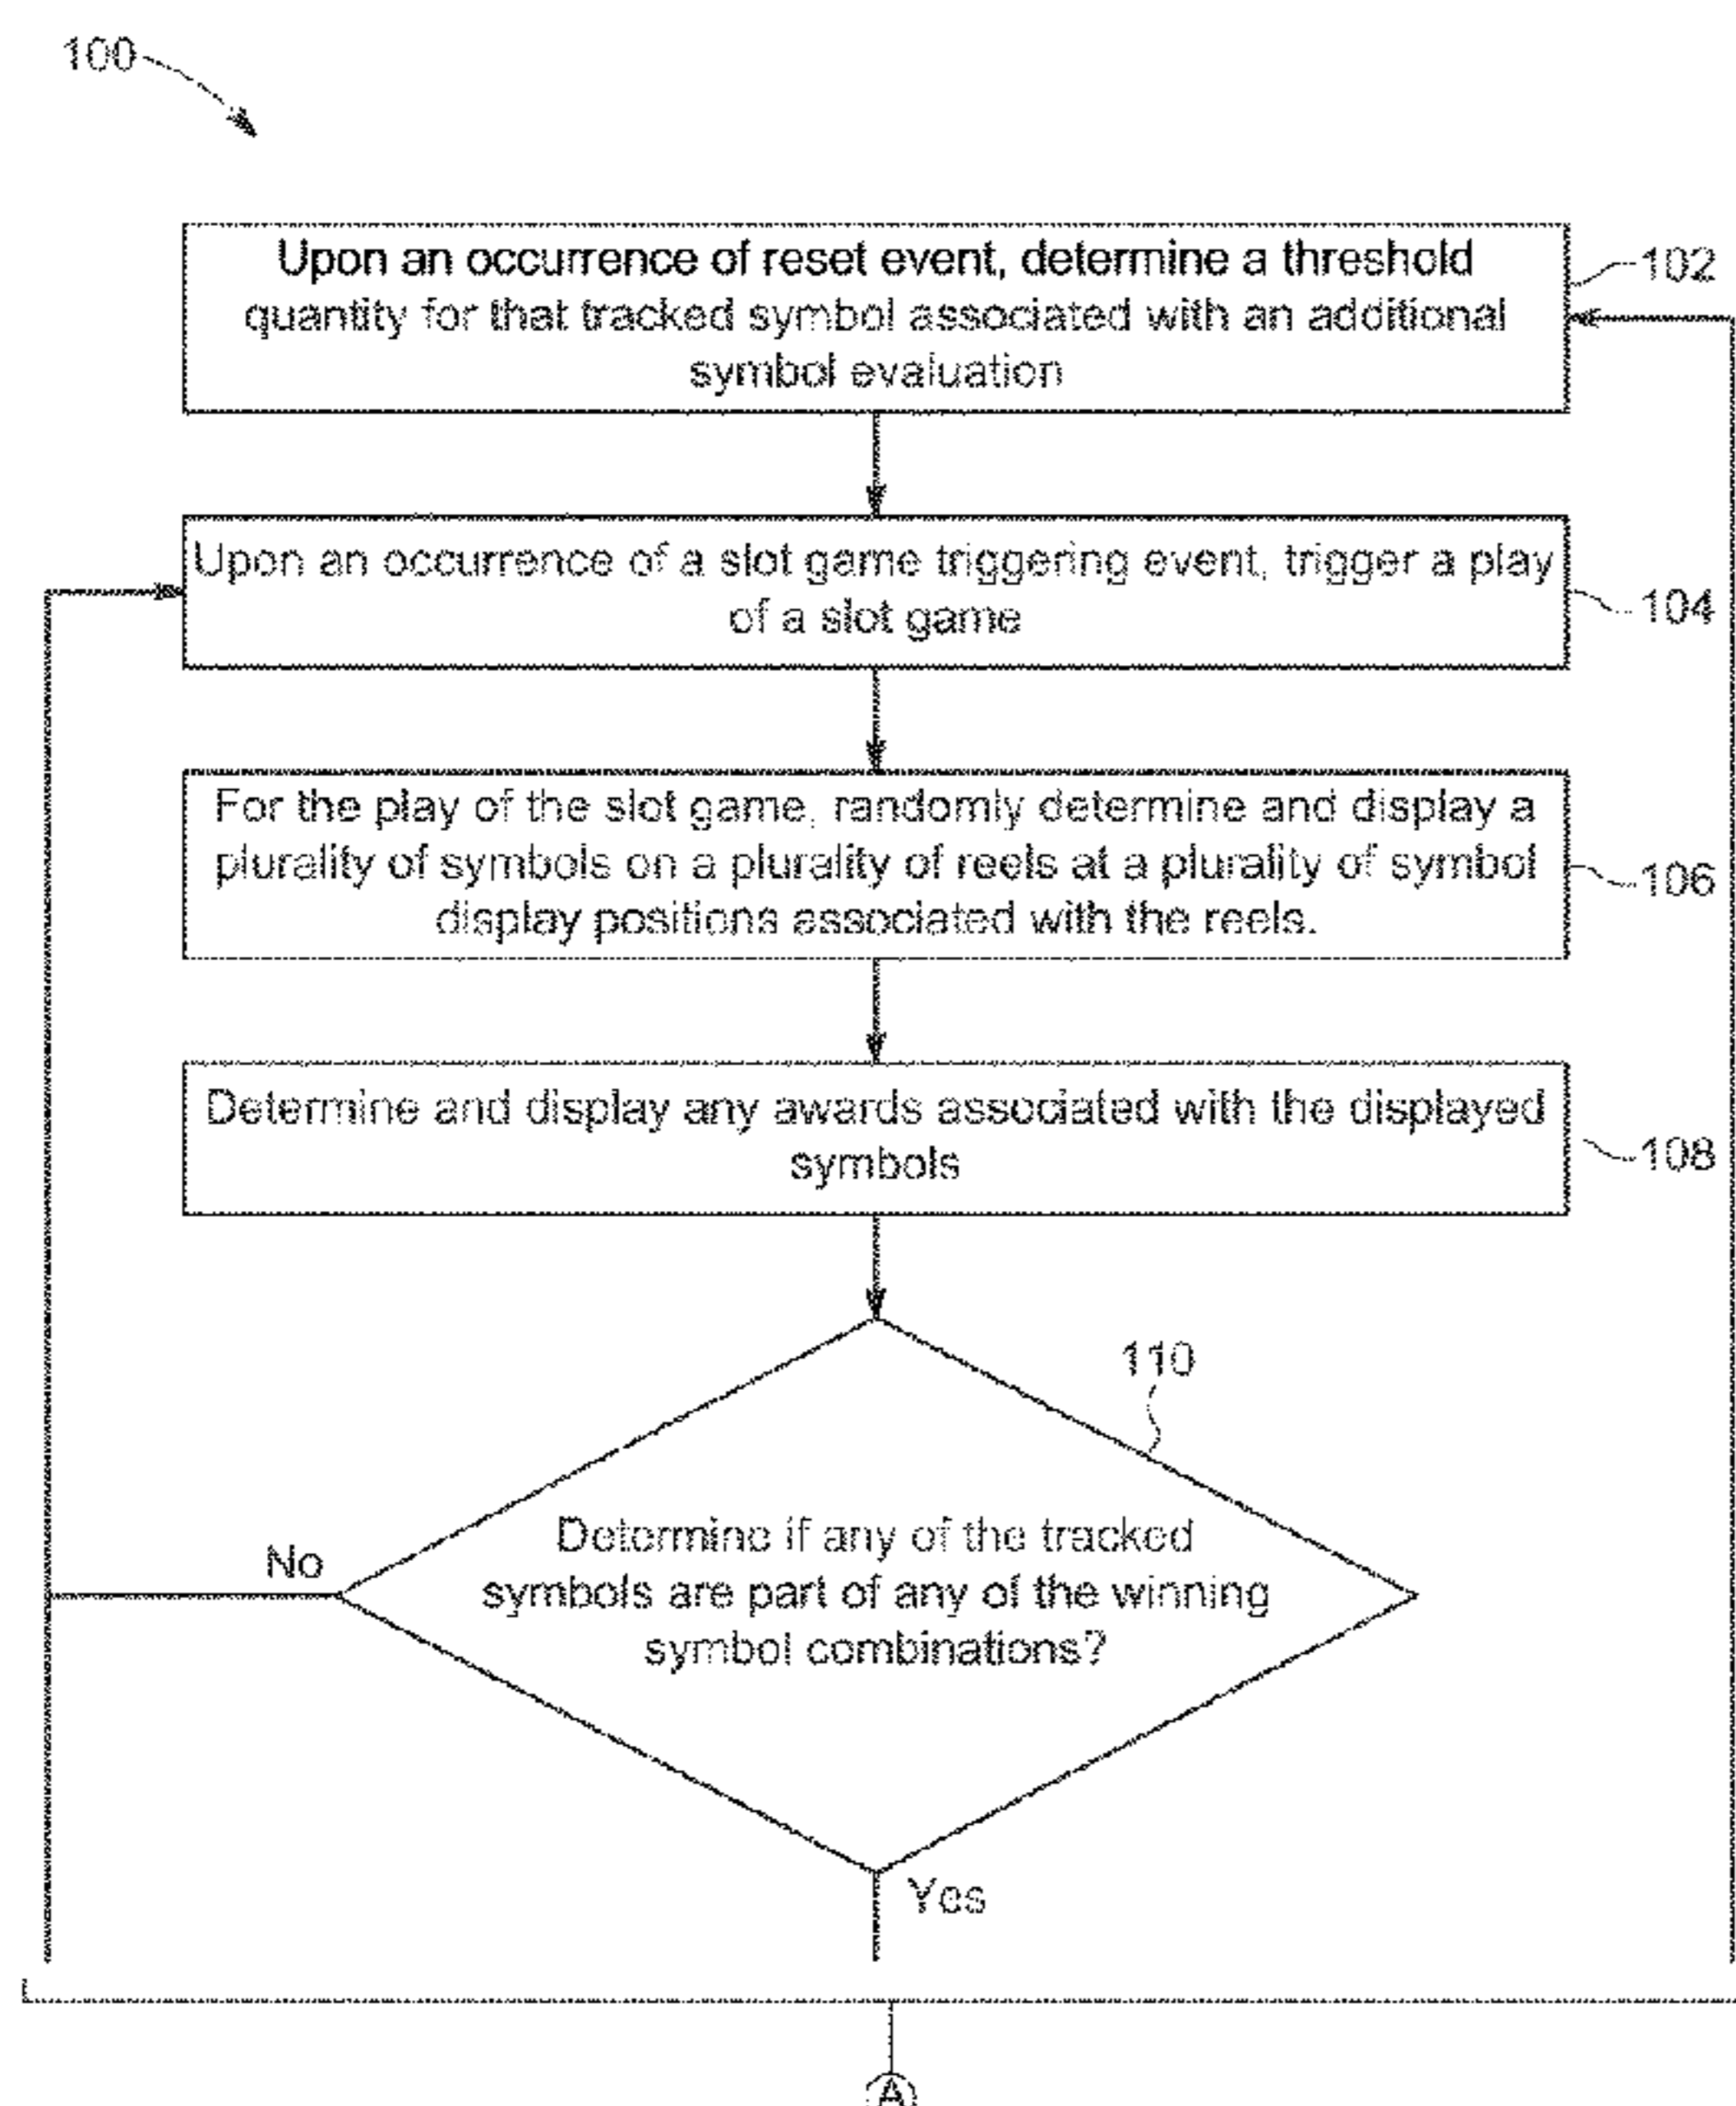 100
Upon an occurrence of reset event, determine a threshold
quantity for that tracked symbol associated with an additional
symbol evaluation
102
Upon an occurrence of a slot game triggering event, trigger a play
of a slot game
104
For the play of the slot game, randomly determine and display a
plurality of symbols on a plurality of reels at a plurality of symbol
display positions associated with the reels.
106
Determine and display any awards associated with the displayed
symbols
108
110
Determine if any of the tracked
symbols are part of any of the winning
symbol combinations?
No
Yes
A